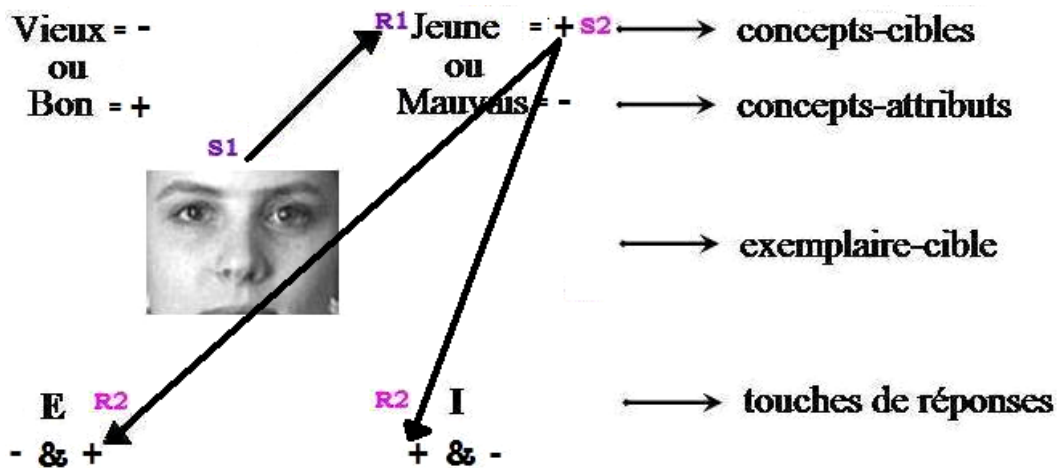 Vieux = - R1 Jeune = + S2 concepts-cibles
ou ou
Bon = + Mauvais = - concepts-attributs
S1
exemplaire-cible
E R2 R2 I touches de réponses
- & + + & -